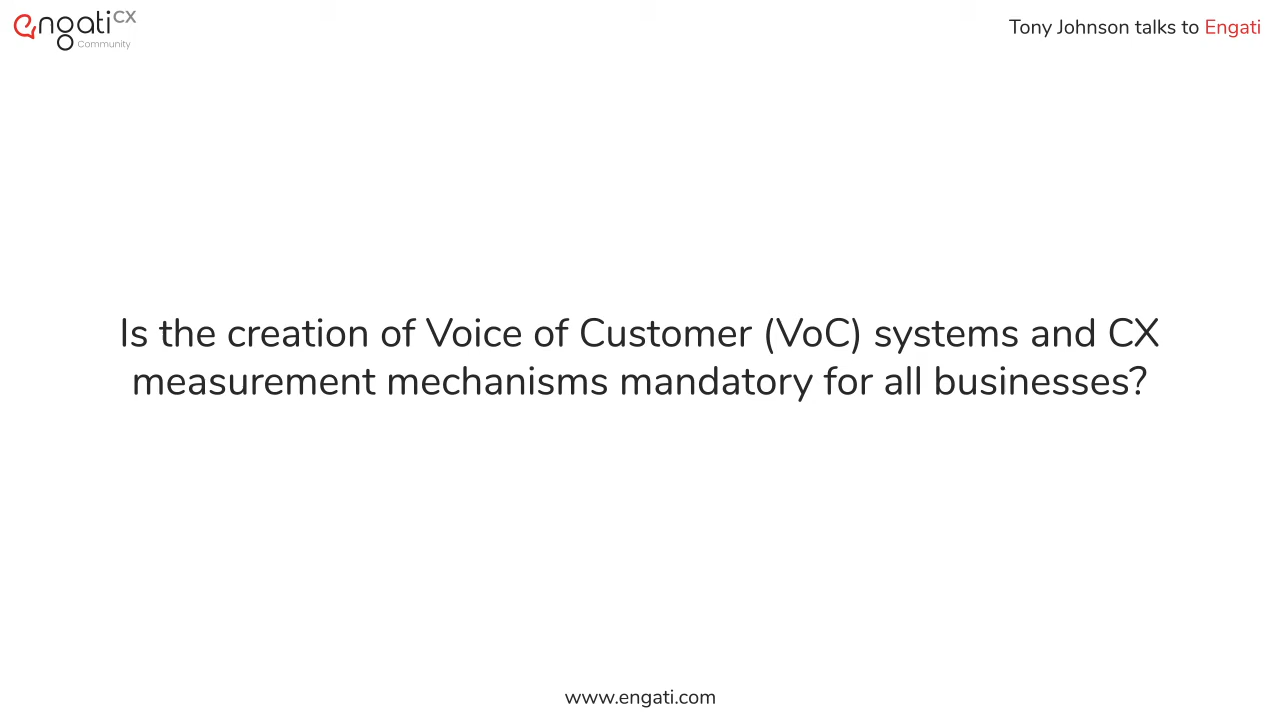 engati CX
Community
Tony Johnson talks to Engati
Is the creation of Voice of Customer (VoC) systems and CX
measurement mechanisms mandatory for all businesses?
www.engati.com